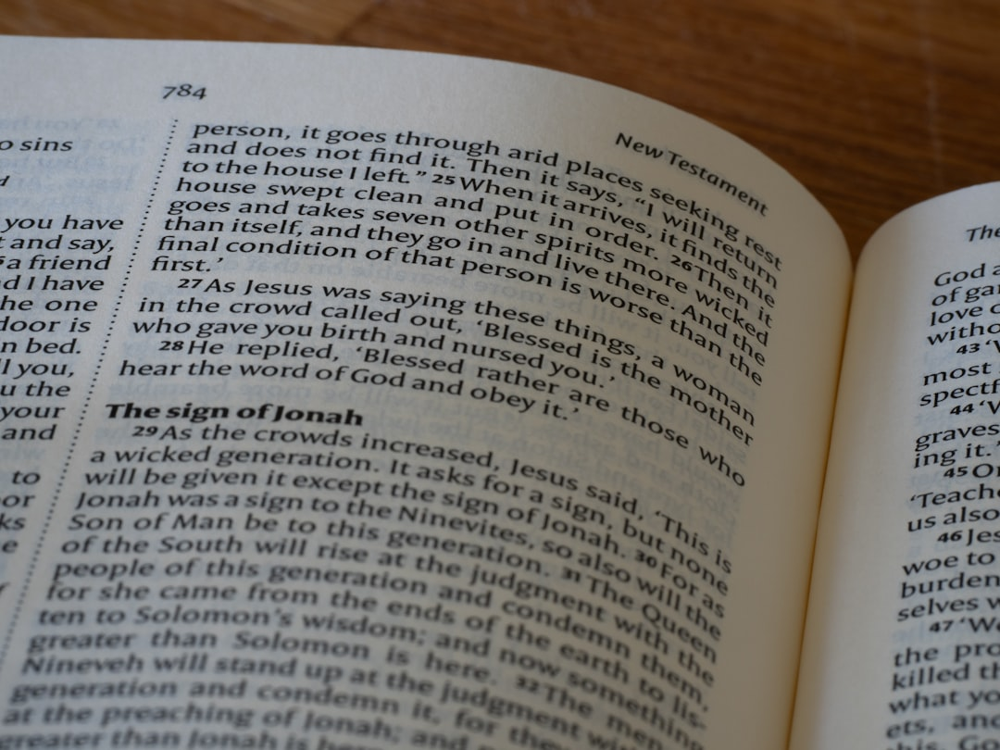 784
New Testament
o sins
d
you have
t and say,
a friend
d I have
he one
door is
n bed.
ll you,
u the
your
and
to
oor
ks
e
f
person, it goes through arid places seeking rest
and does not find it. Then it says, “I will return
to the house I left.” 25 When it arrives, it finds the
house swept clean and put in order. 26 Then it
goes and takes seven other spirits more wicked
than itself, and they go in and live there. And the
final condition of that person is worse than the
first.’
27 As Jesus was saying these things, a woman
in the crowd called out, ‘Blessed is the mother
who gave you birth and nursed you.’
28 He replied, ‘Blessed rather are those who
hear the word of God and obey it.’
The sign of Jonah
29 As the crowds increased, Jesus said, ‘This is
a wicked generation. It asks for a sign, but none
will be given it except the sign of Jonah. 30 For as
Jonah was a sign to the Ninevites, so also will the
Son of Man be to this generation. 31 The Queen
of the South will rise at the judgment with the
people of this generation and condemn them,
for she came from the ends of the earth to lis-
ten to Solomon’s wisdom; and now something
greater than Solomon is here. 32 The men
Nineveh will stand up at the judgment with
generation and condemn it, for they
at the preaching of Jonah; and
greater than Jonah is here
The
God a
of gar
love o
witho
43 ‘W
most
spectf
44 ‘W
graves
ing it.’
45 On
‘Teache
us also
46 Jes
woe to
burden
selves w
47 ‘Wo
the pro
killed th
what yo
ets, and
Go